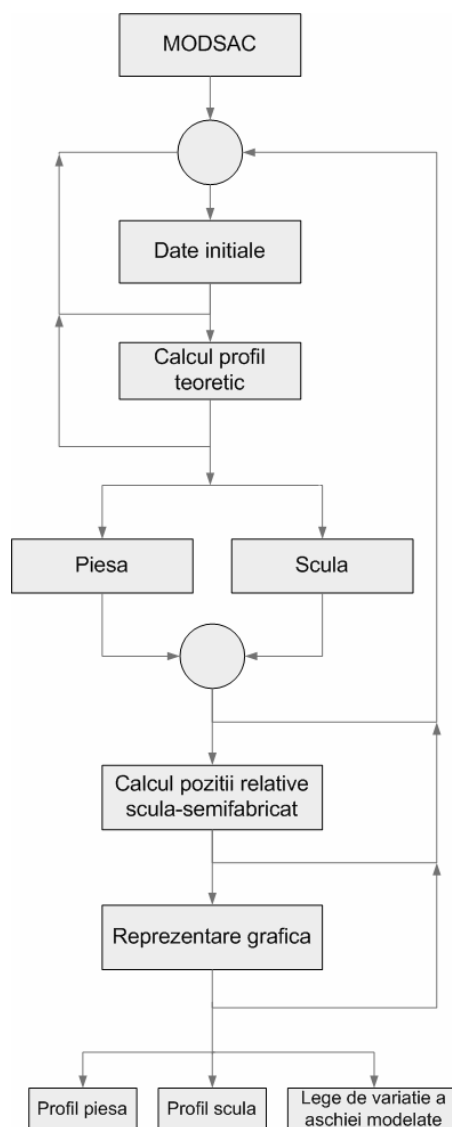 MODSAC
Date initiale
Calcul profil
teoretic
Piesa
Scula
Calcul pozitii relative
scula-semifabricat
Reprezentare grafica
Profil piesa
Profil scula
Lege de variatie a
aschiei modelate